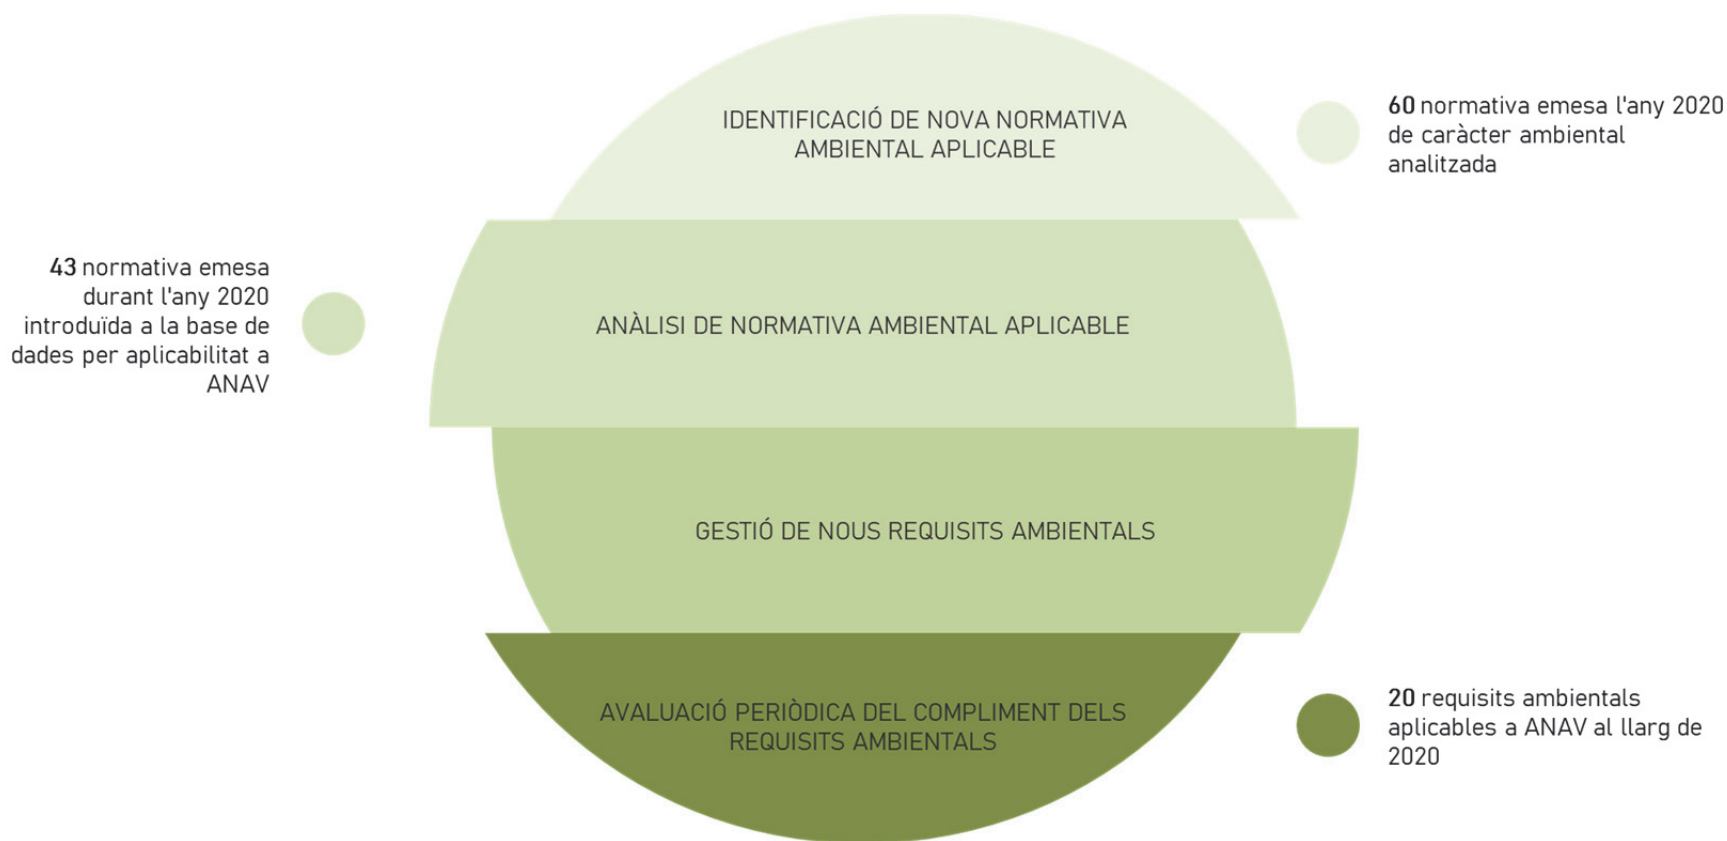 IDENTIFICACIÓ DE NOVA NORMATIVA
AMBIENTAL APLICABLE
60 normativa emesa l'any 2020
de caràcter ambiental
analitzada
43 normativa emesa
durant l'any 2020
introduïda a la base de
dades per aplicabilitat a
ANAV
ANÀLISI DE NORMATIVA AMBIENTAL APLICABLE
GESTIÓ DE NOUS REQUISITS AMBIENTALS
AVALUACIÓ PERIÒDICA DEL COMPLIMENT DELS
REQUISITS AMBIENTALS
20 requisits ambientals
aplicables a ANAV al llarg de
2020